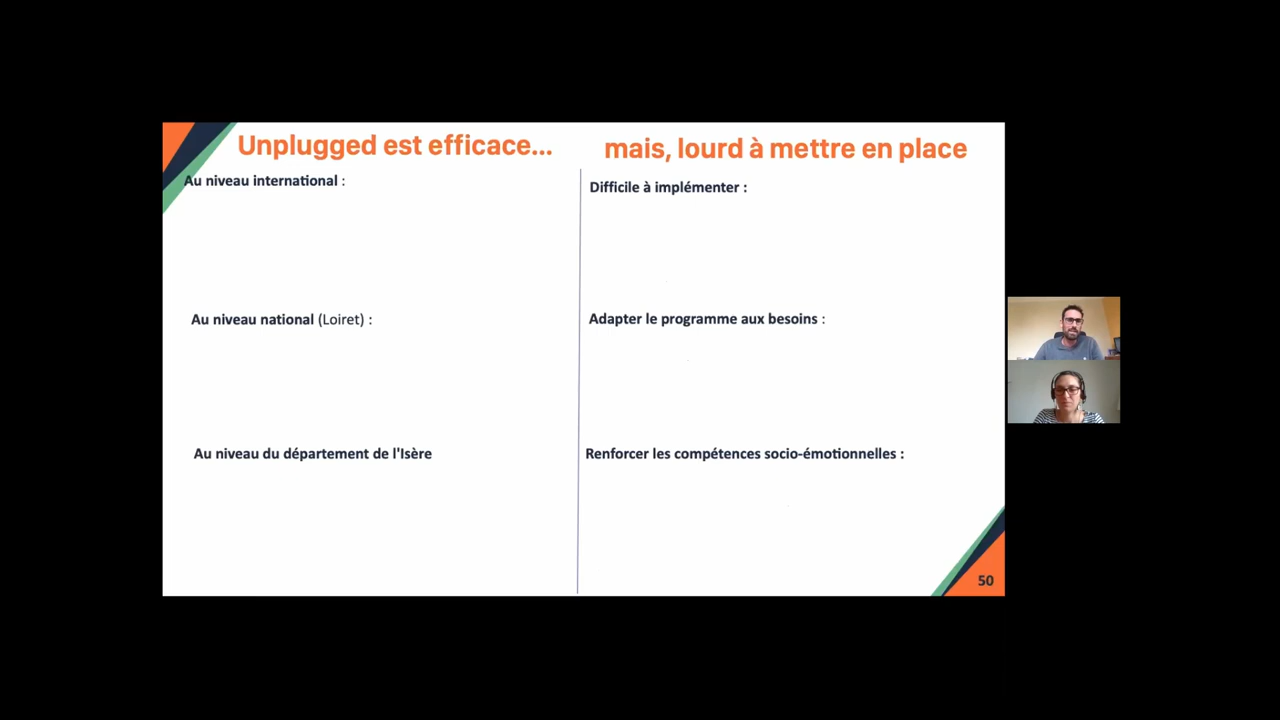 Unplugged est efficace...
Au niveau international :
Au niveau national (Loiret) :
Au niveau du département de l'Isère
mais, lourd à mettre en place
Difficile à implémenter :
Adapter le programme aux besoins :
Renforcer les compétences socio-émotionnelles :
50